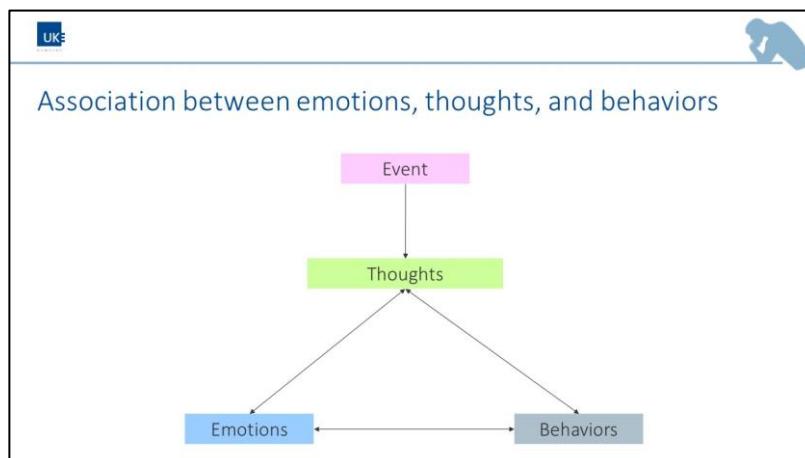 UKE
Association between emotions, thoughts, and behaviors
Event
Thoughts
Emotions
Behaviors